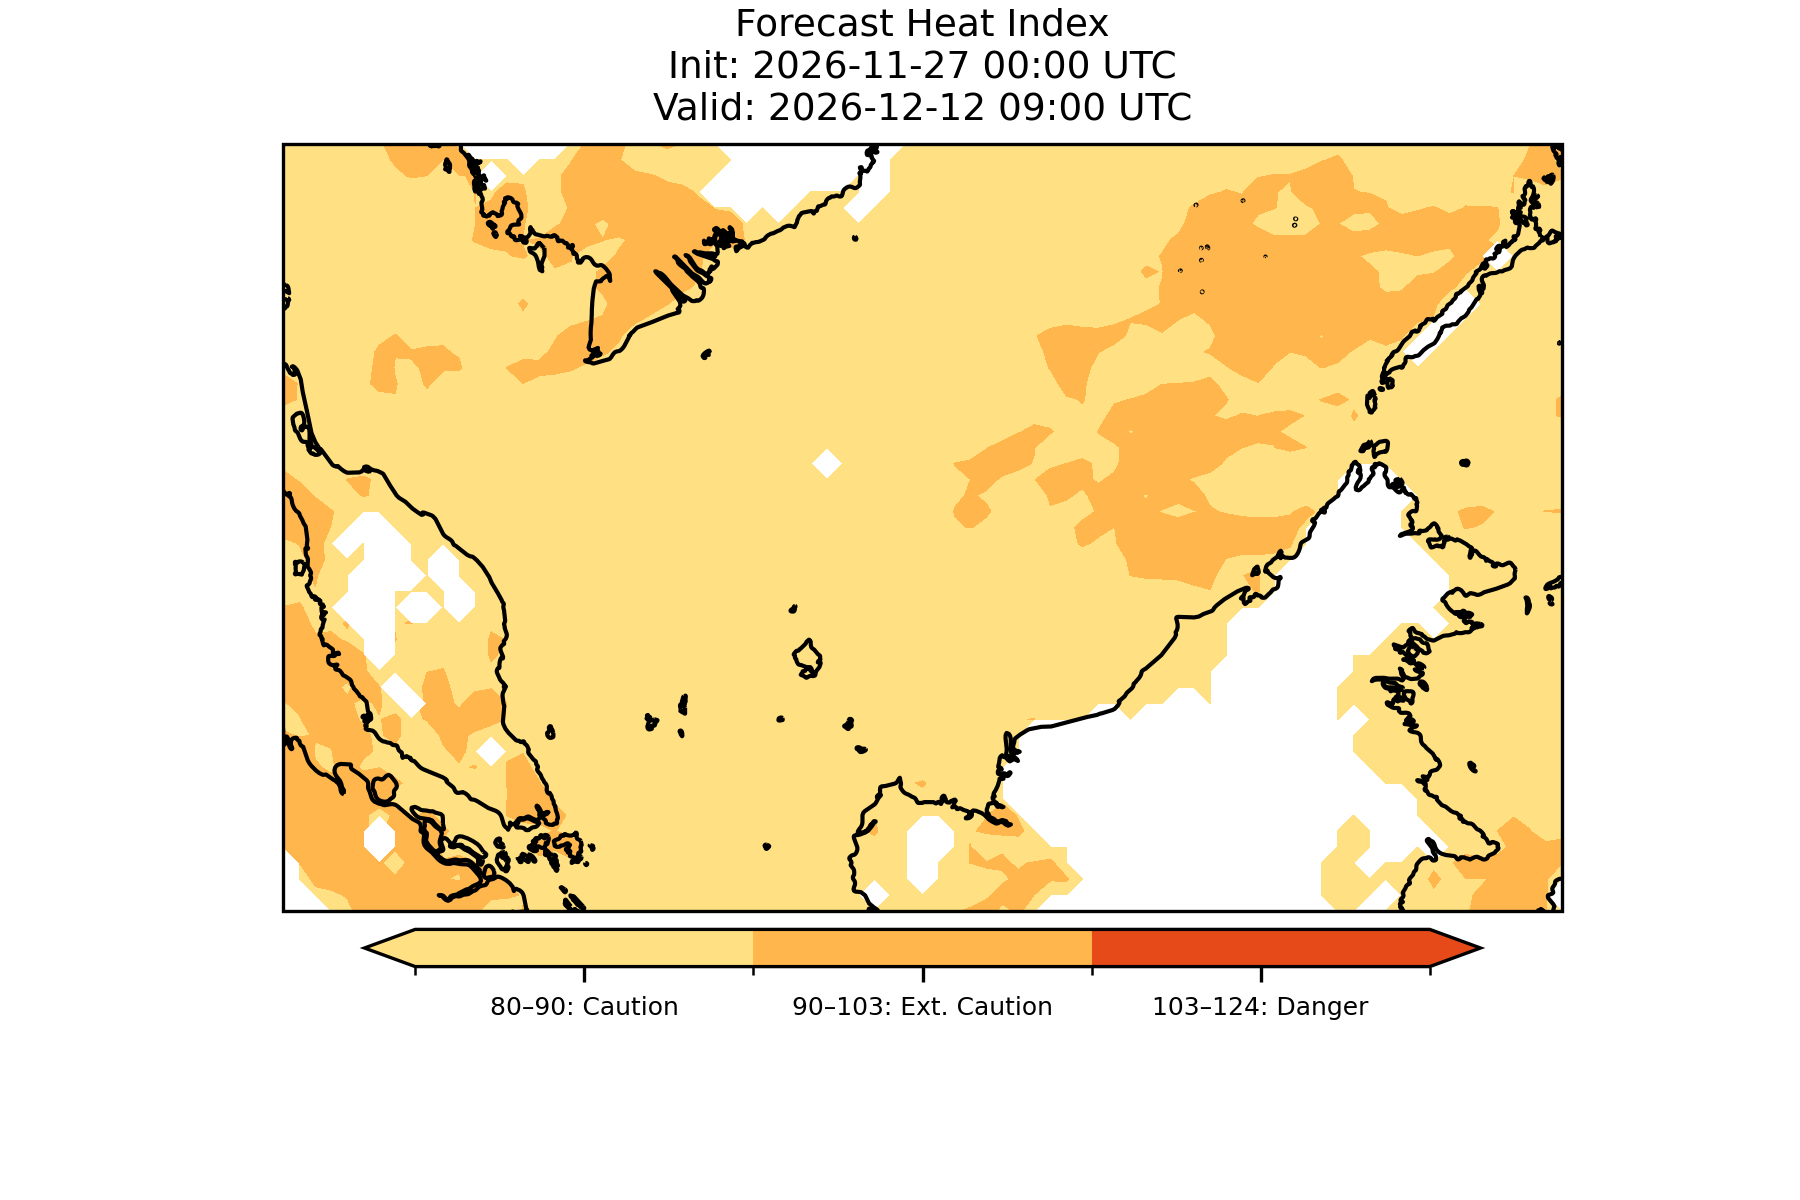 Forecast Heat Index
Init: 2026-11-27 00:00 UTC
Valid: 2026-12-12 09:00 UTC
80–90: Caution
90–103: Ext. Caution
103–124: Danger